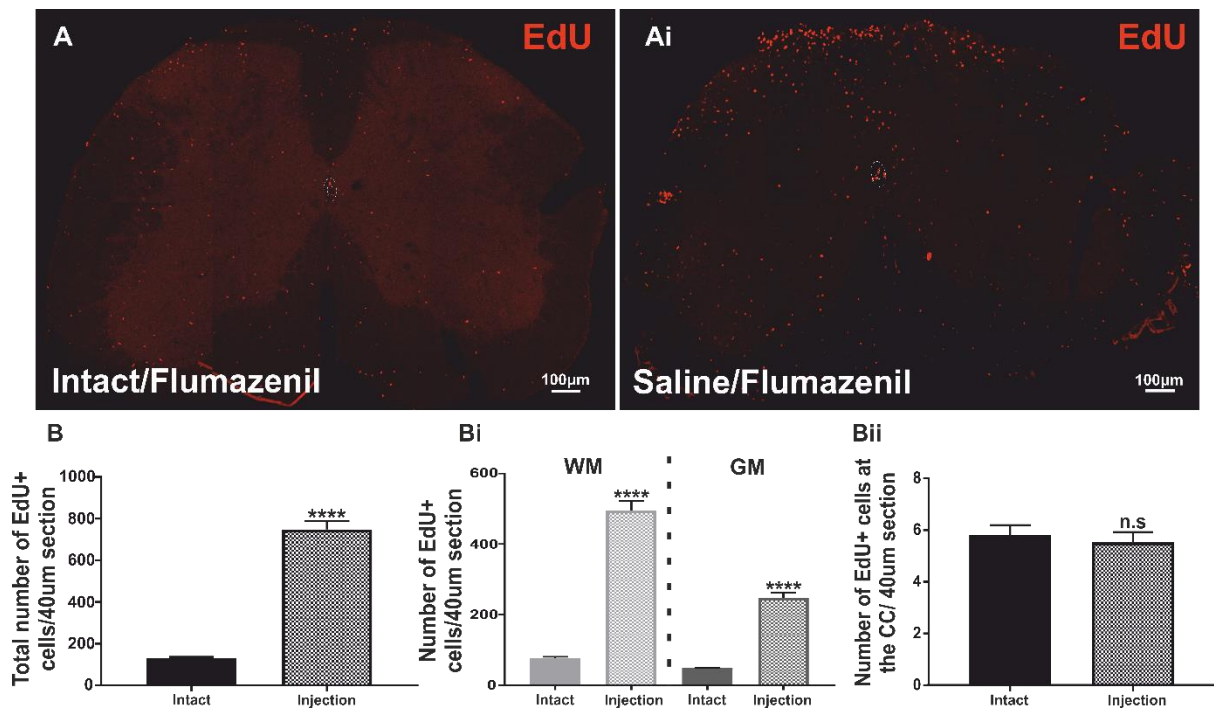 A
EdU
Intact/Flumazenil
100µm
Ai
EdU
Saline/Flumazenil
100µm
B
Total number of EdU+
cells/40um section
1000
800
600
400
200
0
****
Intact
Injection
Bi
Number of EdU+
cells/40um section
600
400
200
0
WM
GM
****
****
Intact
Injection
Intact
Injection
Bii
Number of EdU+ cells at
the CC/ 40um section
8
6
4
2
0
n.s
Intact
Injection